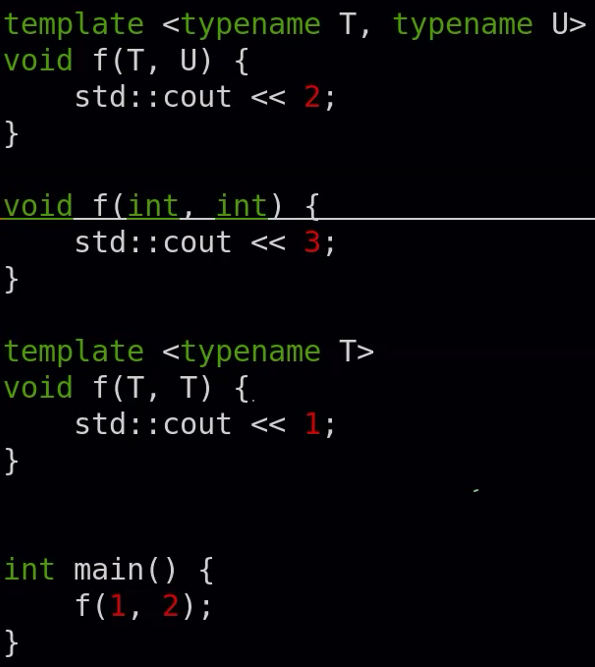 template <typename T, typename U>
void f(T, U) {
    std::cout << 2;
}
void f(int, int) {
    std::cout << 3;
}
template <typename T>
void f(T, T) {
    std::cout << 1;
}
int main() {
    f(1, 2);
}